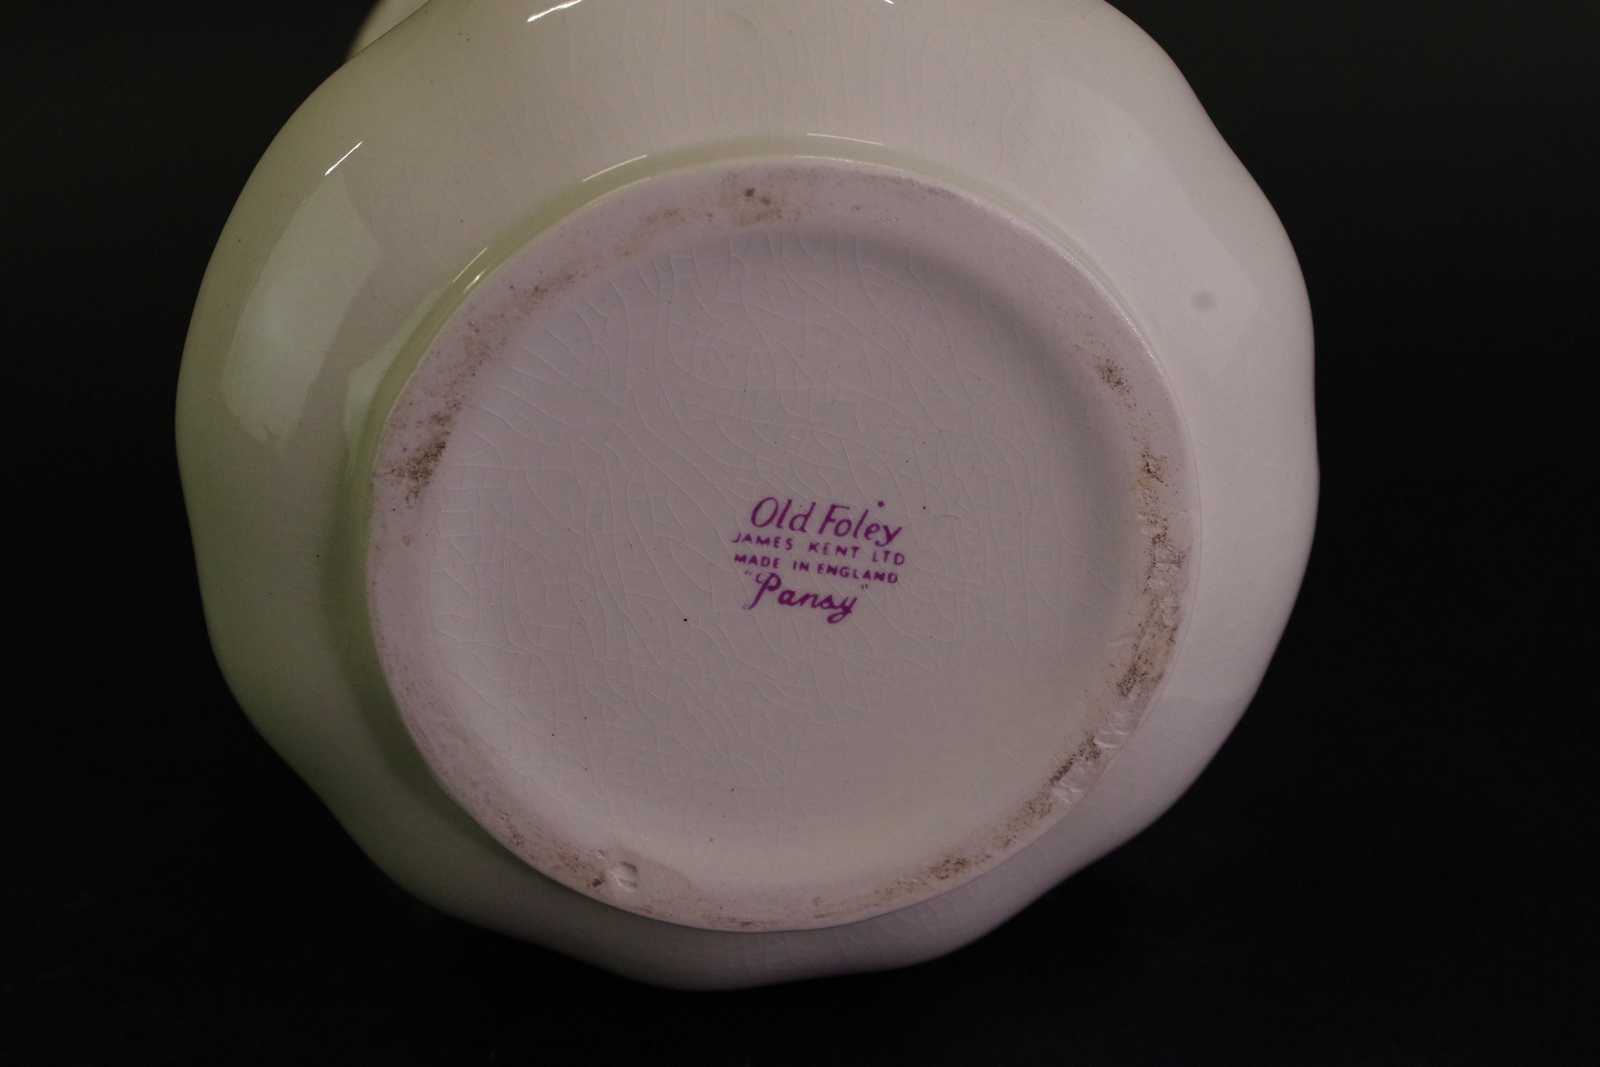 Old Foley
JAMES KENT LTD
MADE IN ENGLAND
"Pansy"